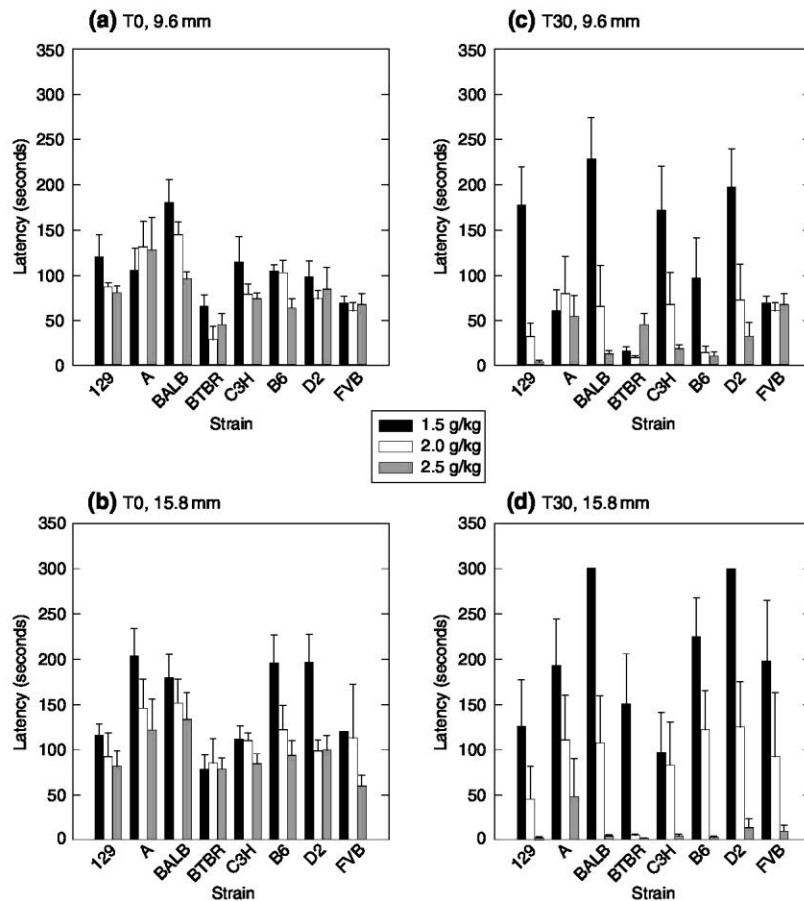 (a) T0, 9.6 mm
350
300
250
200
150
100
50
0
Latency (seconds)
129
A
BALB
BTBR
C3H
B6
D2
FVB
Strain
(c) T30, 9.6 mm
350
300
250
200
150
100
50
0
Latency (seconds)
129
A
BALB
BTBR
C3H
B6
D2
FVB
Strain
1.5 g/kg
2.0 g/kg
2.5 g/kg
(b) T0, 15.8 mm
350
300
250
200
150
100
50
0
Latency (seconds)
129
A
BALB
BTBR
C3H
B6
D2
FVB
Strain
(d) T30, 15.8 mm
350
300
250
200
150
100
50
0
Latency (seconds)
129
A
BALB
BTBR
C3H
B6
D2
FVB
Strain